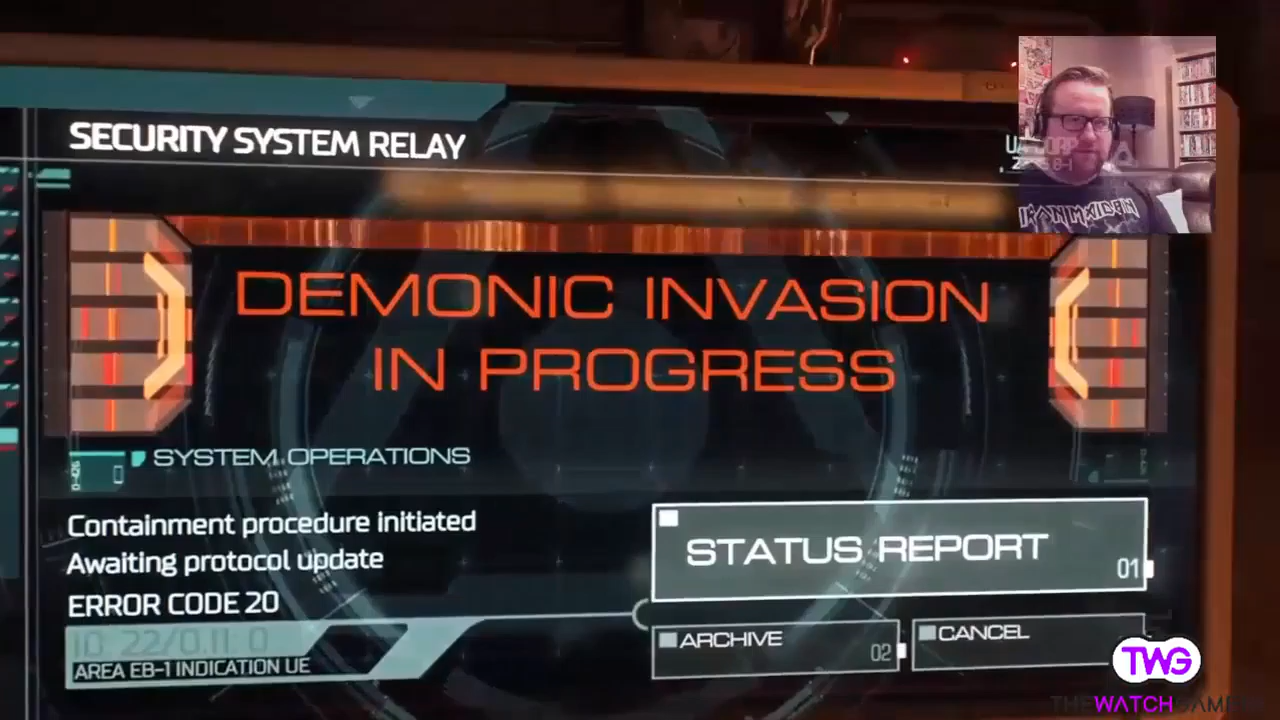 SECURITY SYSTEM RELAY
IRON MAIDEN
DEMONIC INVASION
IN PROGRESS
SYSTEM OPERATIONS
Containment procedure initiated
Awaiting protocol update
ERROR CODE 20
AREA EB-1 INDICATION UE
STATUS REPORT
01
ARCHIVE
02
CANCEL
TWG
THEWATCHGAMER